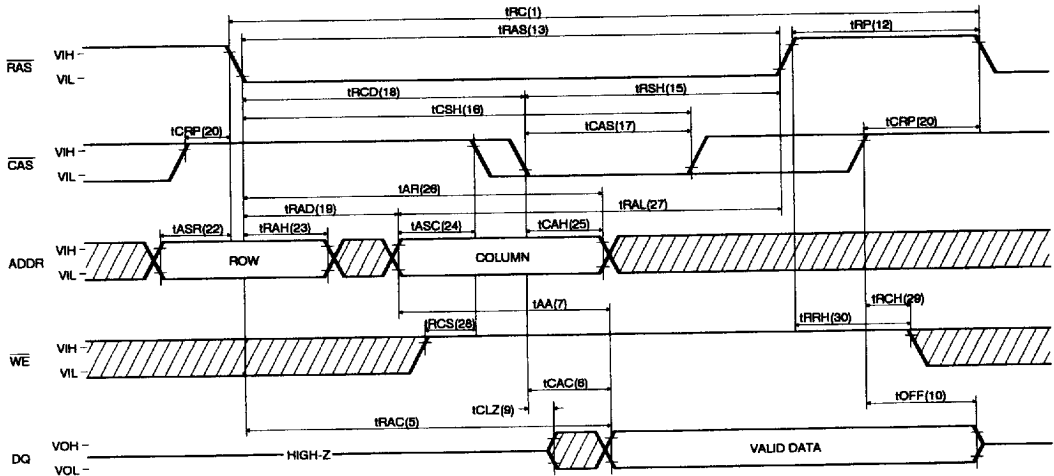 tRC(1)
tRAS(13)
tRP(12)
RAS
VIH
VIL
tRCD(18)
tRSH(15)
tCSH(16)
tCRP(20)
tCAS(17)
tCRP(20)
CAS
VIH
VIL
tAR(26)
tRAD(19)
tRAL(27)
tASR(22)
tRAH(23)
tASC(24)
tCAH(25)
ADDR
VIH
VIL
ROW
COLUMN
tAA(7)
tRCH(29)
tRCS(28)
tRRH(30)
WE
VIH
VIL
tCAC(6)
tCLZ(9)
tOFF(10)
tRAC(5)
DQ
VOH
VOL
HIGH-Z
VALID DATA